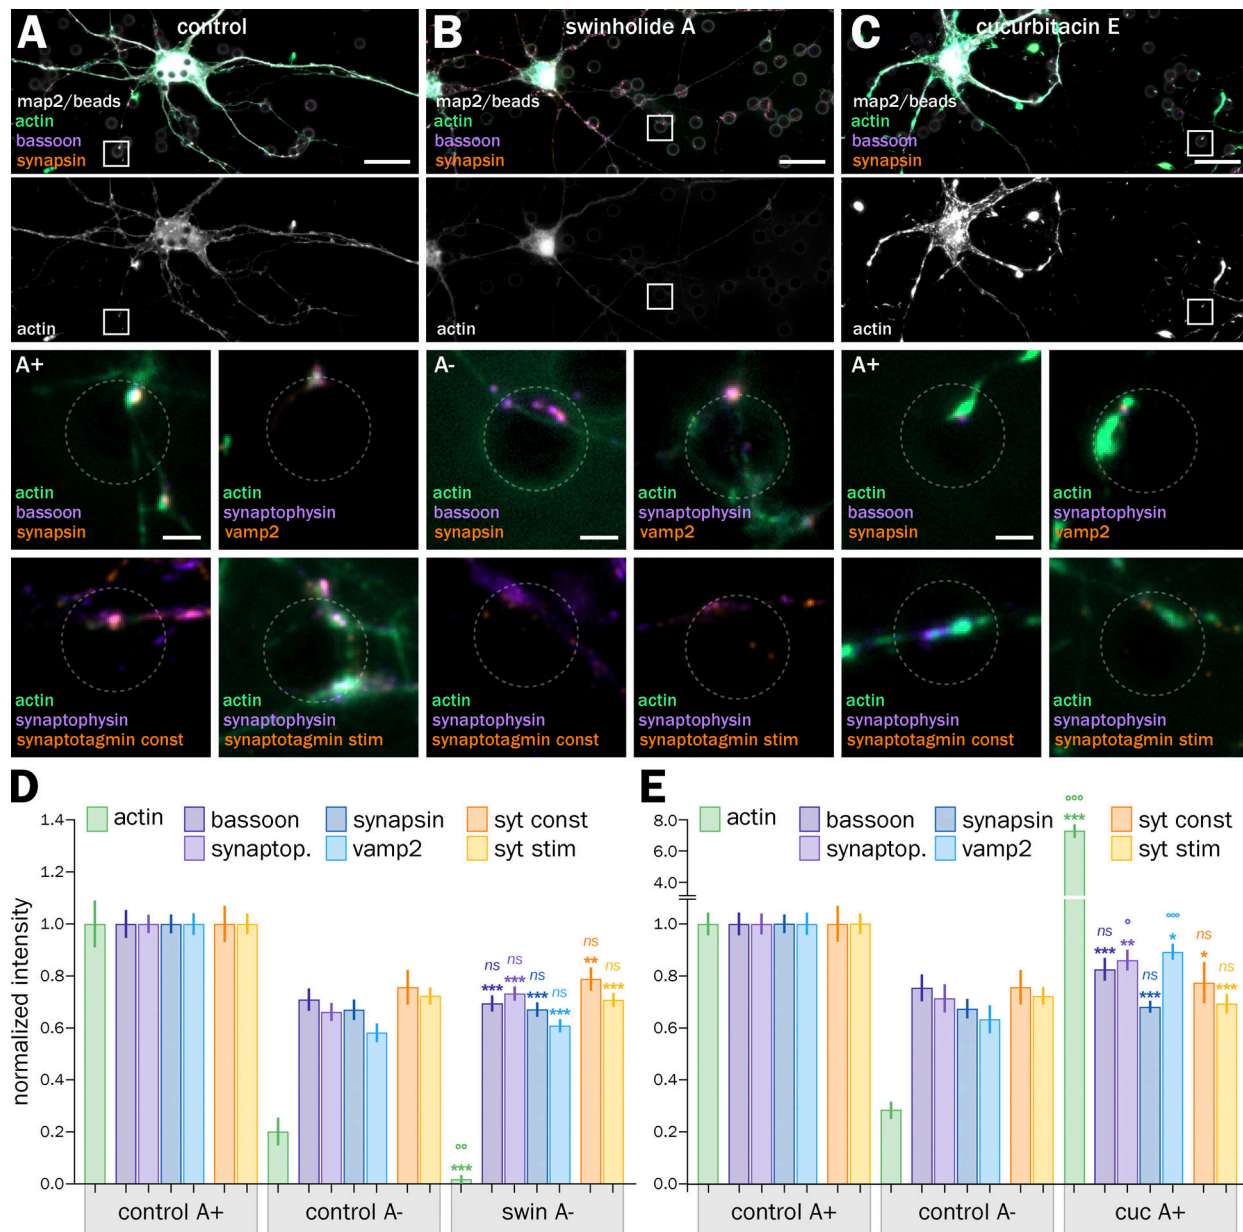 A control
map2/beads
actin
bassoon
synapsin
B swinholide A
map2/beads
actin
bassoon
synapsin
C cucurbitacin E
map2/beads
actin
bassoon
synapsin
actin
actin
actin
A+
actin
bassoon
synapsin
actin
synaptophysin
vamp2
A-
actin
bassoon
synapsin
actin
synaptophysin
vamp2
A+
actin
bassoon
synapsin
actin
synaptophysin
vamp2
actin
synaptophysin
synaptotagmin const
actin
synaptophysin
synaptotagmin stim
actin
synaptophysin
synaptotagmin const
actin
synaptophysin
synaptotagmin stim
actin
synaptophysin
synaptotagmin const
actin
synaptophysin
synaptotagmin stim
D
actin bassoon synapsin syt const
synaptop. vamp2 syt stim
normalized intensity
1.4
1.2
1.0
0.8
0.6
0.4
0.2
0.0
°°
***
ns
***
ns
***
ns
***
ns
***
ns
**
ns
***
control A+ control A- swin A-
E
actin bassoon synapsin syt const
synaptop. vamp2 syt stim
8.0
6.0
4.0
1.0
0.8
0.6
0.4
0.2
0.0
°°°
***
ns
***
°
**
ns
***
°°°
*
ns
*
ns
***
control A+ control A- cuc A+